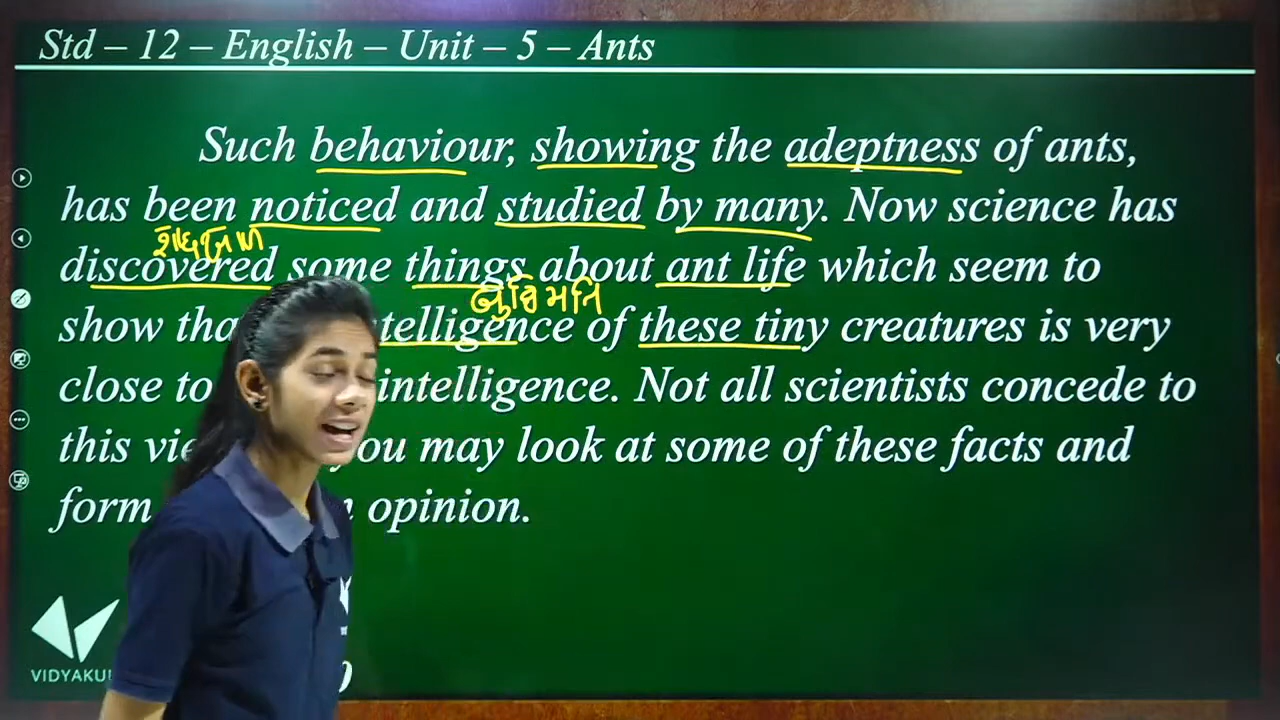 Std – 12 – English – Unit – 5 – Ants
Such behaviour, showing the adeptness of ants,
has been noticed and studied by many. Now science has
discovered some things about ant life which seem to
બુદ્ધિમતિ
show tha telligence of these tiny creatures is very
close to intelligence. Not all scientists concede to
this vie you may look at some of these facts and
form opinion.
VIDYAKU